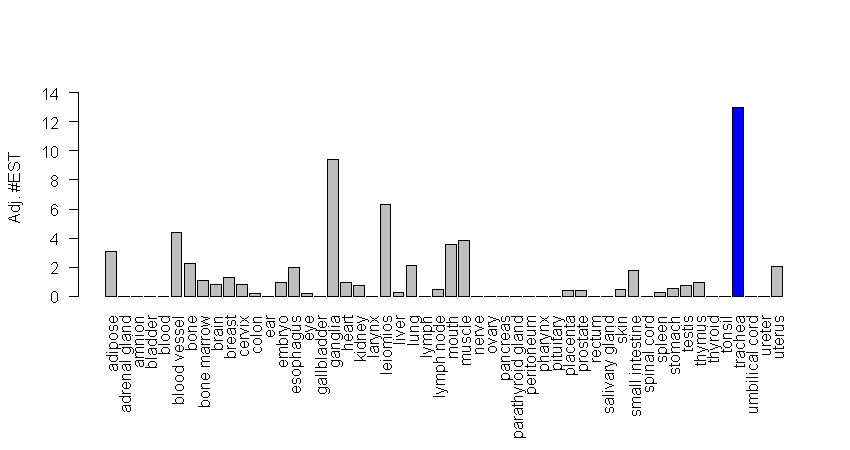 Adj. #EST
14
12
10
8
6
4
2
0
adipose
adrenal gland
amnion
bladder
blood
blood vessel
bone
bone marrow
brain
breast
cervix
colon
ear
embryo
esophagus
eye
gallbladder
ganglia
heart
kidney
larynx
leiomios
liver
lung
lymph
lymph node
mouth
muscle
nerve
ovary
pancreas
parathyroid gland
peritoneum
pharynx
pituitary
placenta
prostate
rectum
salivary gland
skin
small intestine
spinal cord
spleen
stomach
testis
thymus
thyroid
tonsil
trachea
umbilical cord
ureter
uterus